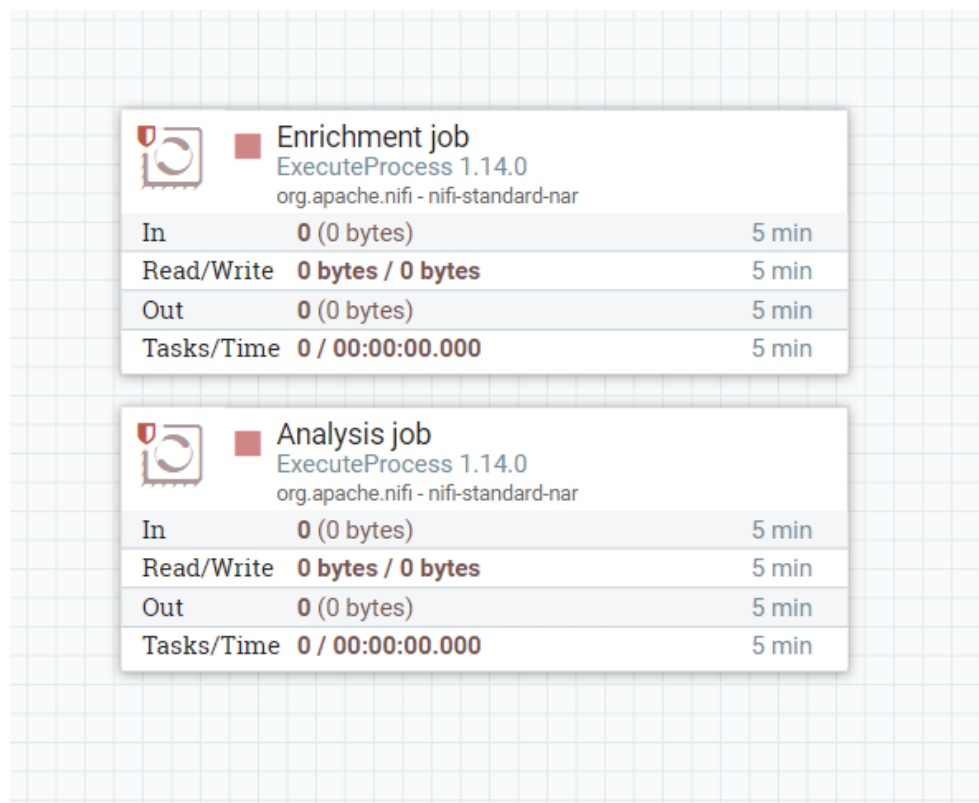 Enrichment job
ExecuteProcess 1.14.0
org.apache.nifi - nifi-standard-nar
In 0 (0 bytes) 5 min
Read/Write 0 bytes / 0 bytes 5 min
Out 0 (0 bytes) 5 min
Tasks/Time 0 / 00:00:00.000 5 min
Analysis job
ExecuteProcess 1.14.0
org.apache.nifi - nifi-standard-nar
In 0 (0 bytes) 5 min
Read/Write 0 bytes / 0 bytes 5 min
Out 0 (0 bytes) 5 min
Tasks/Time 0 / 00:00:00.000 5 min